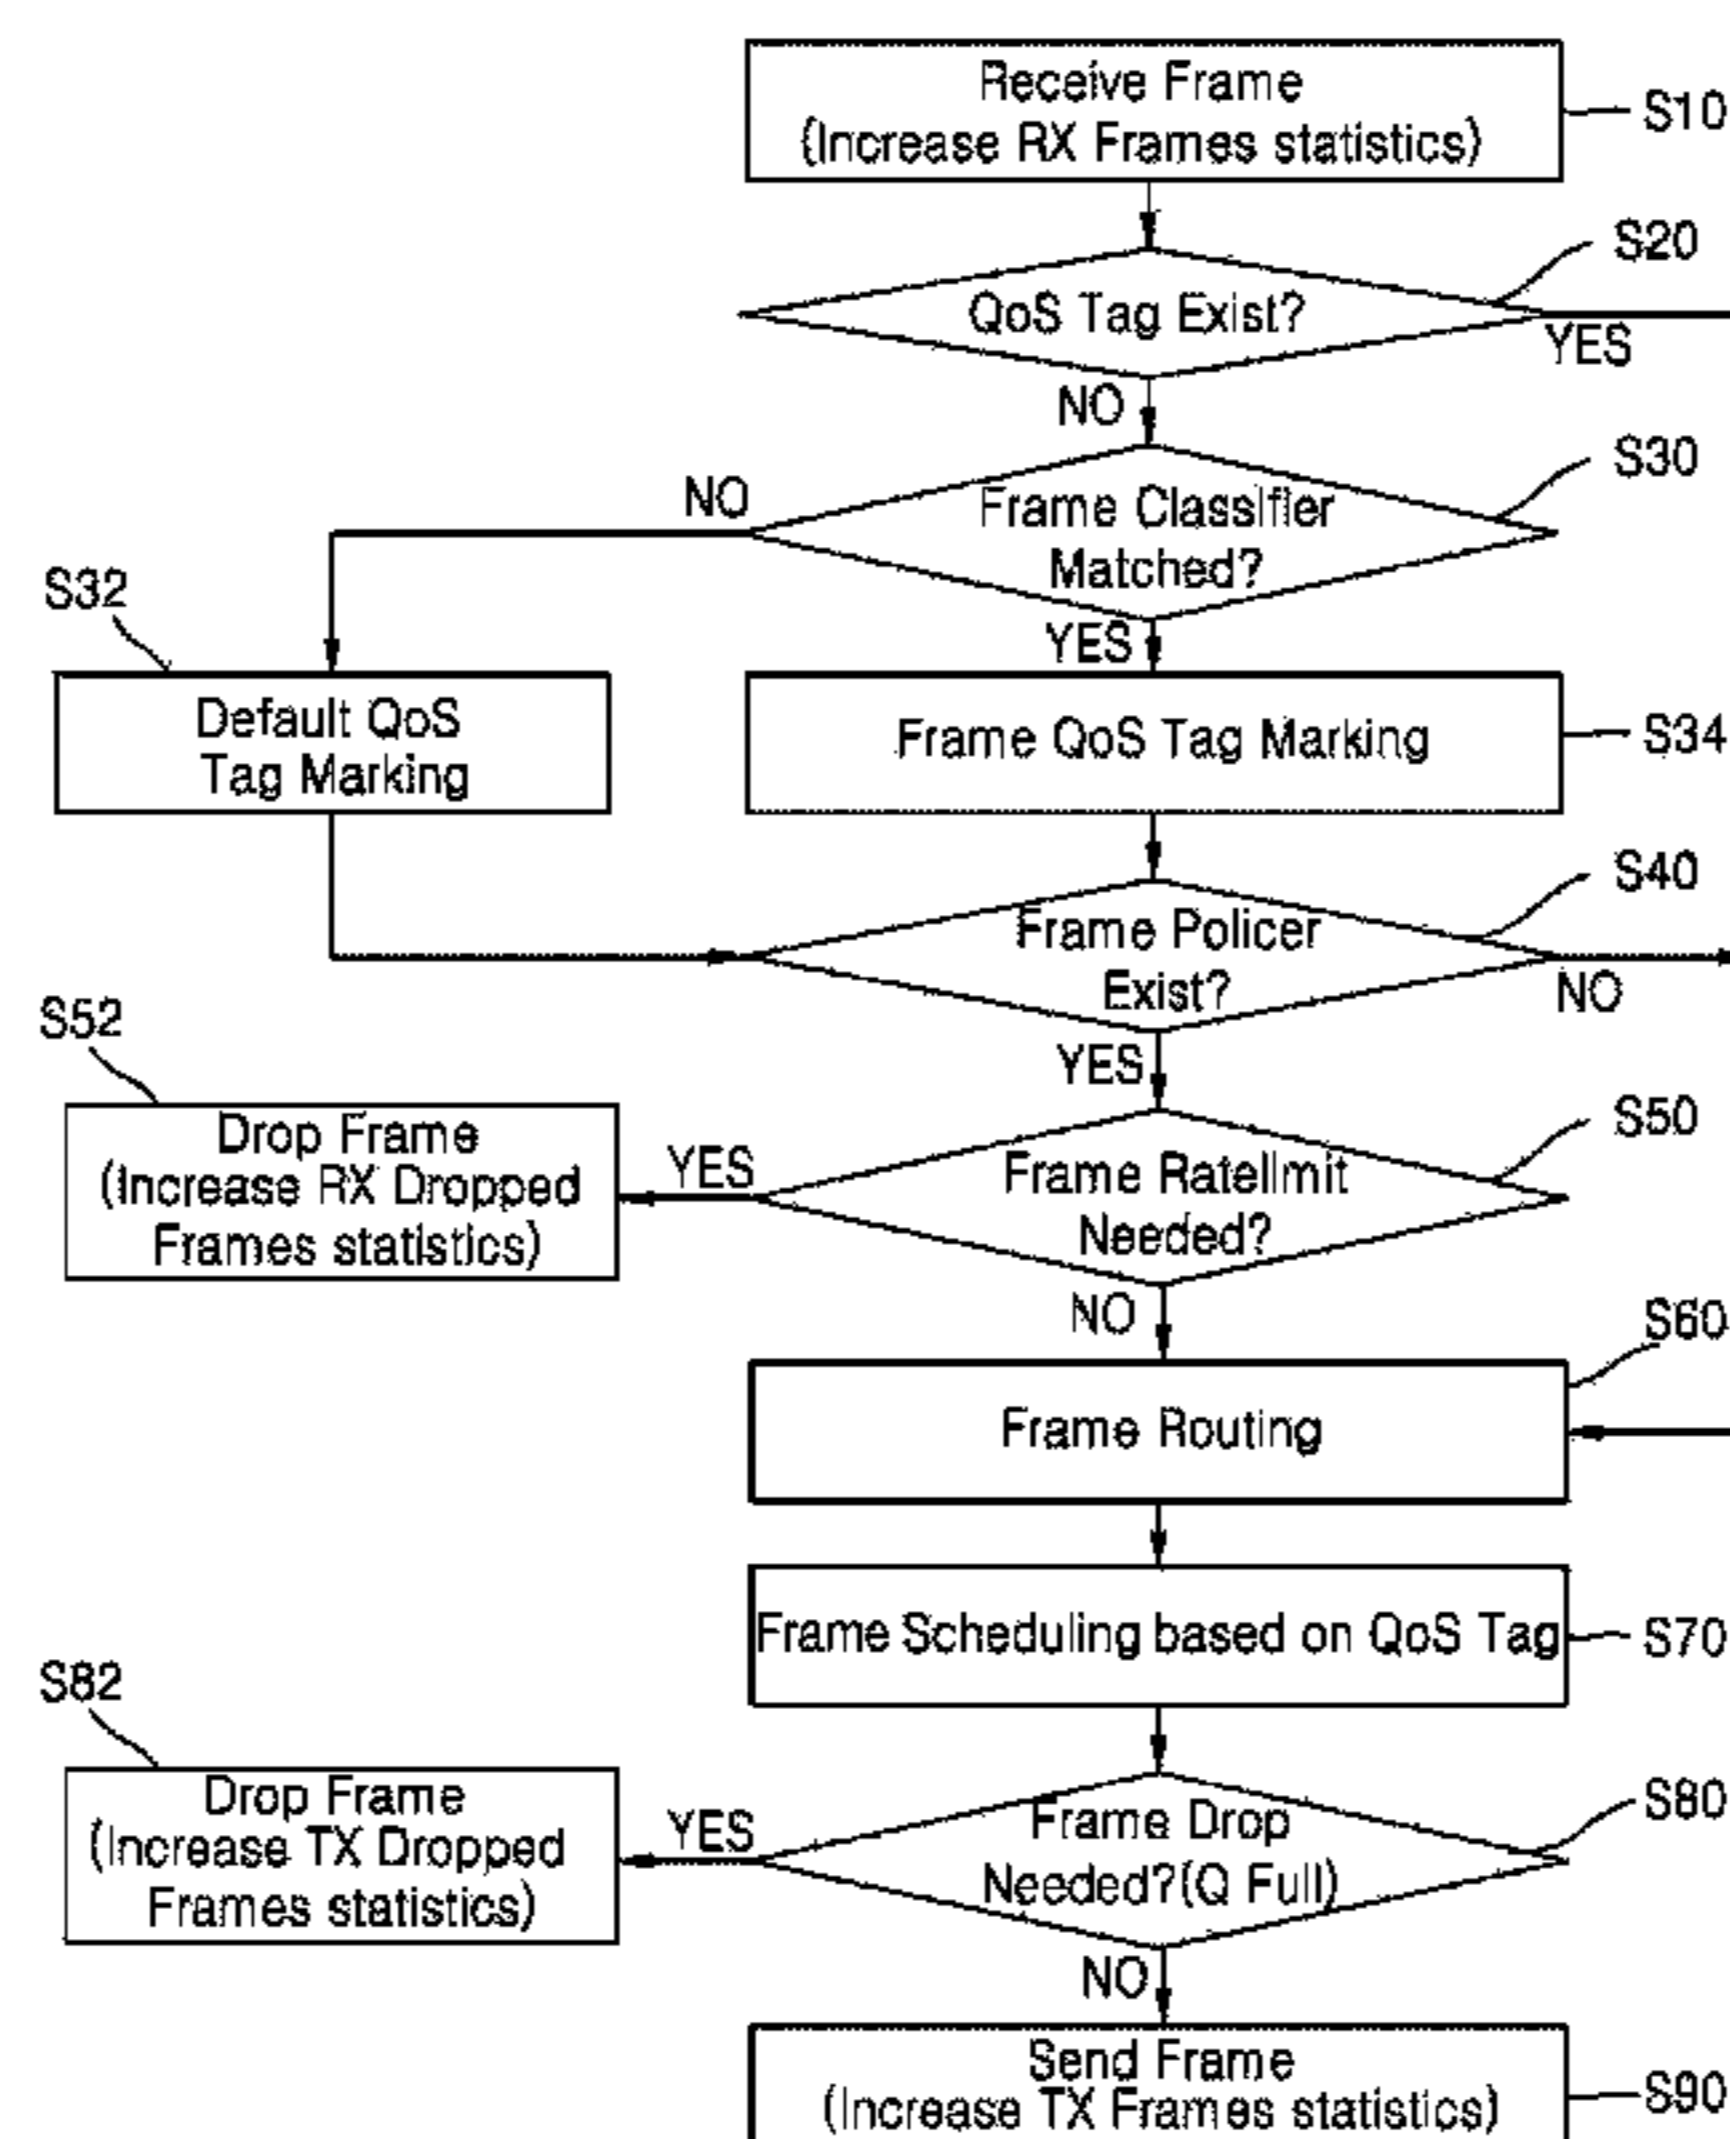 Receive Frame
(Increase RX Frames statistics)
S10
S20
QoS Tag Exist?
YES
NO
S30
NO
Frame Classifier
Matched?
S32
YES
Default QoS
Tag Marking
Frame QoS Tag Marking
S34
S40
Frame Policer
Exist?
NO
S52
YES
Drop Frame
(Increase RX Dropped
Frames statistics)
YES
S50
Frame Ratelimit
Needed?
NO
S60
Frame Routing
Frame Scheduling based on QoS Tag
S70
S82
Drop Frame
(Increase TX Dropped
Frames statistics)
YES
S80
Frame Drop
Needed?(Q Full)
NO
Send Frame
(Increase TX Frames statistics)
S90